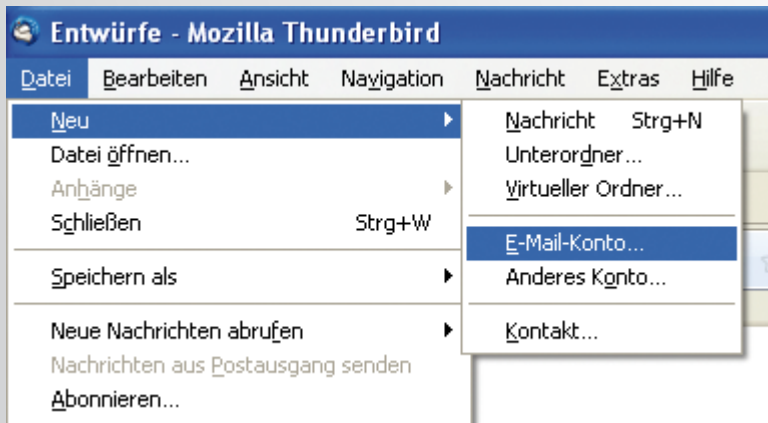 Entwürfe - Mozilla Thunderbird
Datei Bearbeiten Ansicht Navigation Nachricht Extras Hilfe
Neu
Datei öffnen...
Anhänge
Schließen Strg+W
Speichern als
Neue Nachrichten abrufen
Nachrichten aus Postausgang senden
Abonnieren...
Nachricht Strg+N
Unterordner...
Virtueller Ordner...
E-Mail-Konto...
Anderes Konto...
Kontakt...